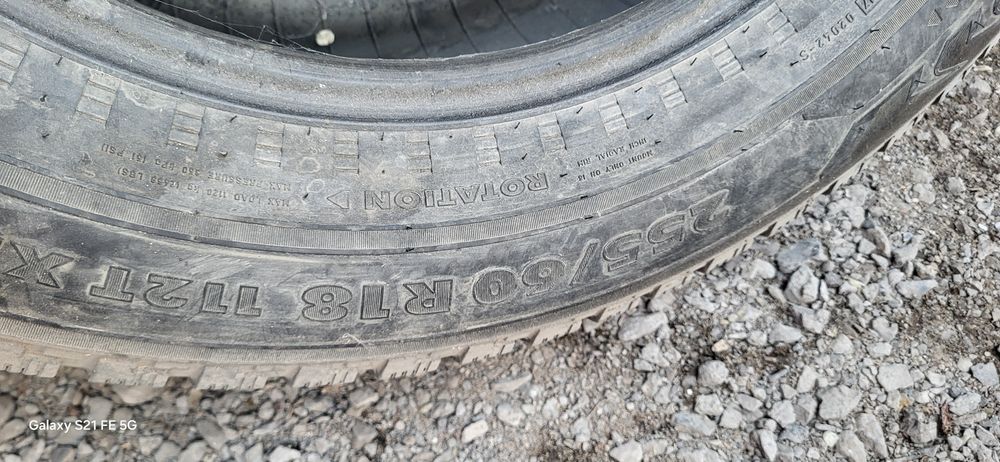 255/60 R18 112T X
ROTATION
MOUNT ONLY ON 18
INCH RADIAL RIM
MAX LOAD 1120 KG (2470 LBS)
MAX PRESSURE 350 KPa (51 PSI)
02042-S
Galaxy S21 FE 5G